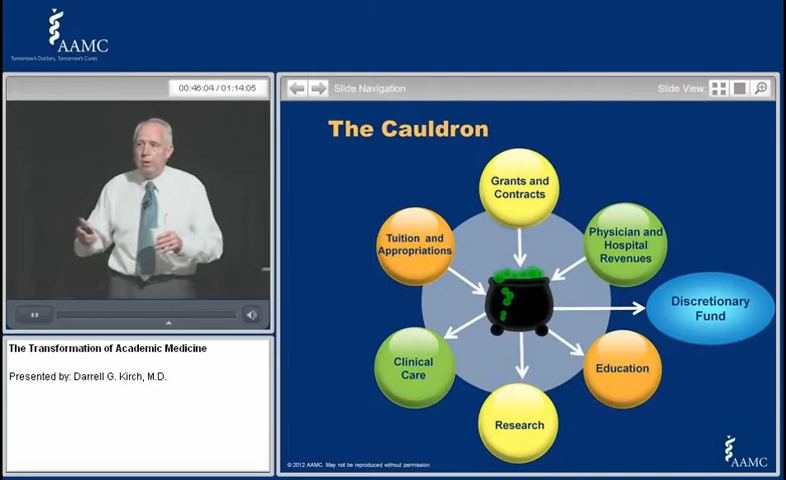 AAMC
Tomorrow's Doctors, Tomorrow's Cures
00:46:04 / 01:14:05
Slide Navigation
Slide View:
The Cauldron
Grants and
Contracts
Tuition and
Appropriations
Physician and
Hospital
Revenues
Discretionary
Fund
Clinical
Care
Education
Research
The Transformation of Academic Medicine
Presented by: Darrell G. Kirch, M.D.
© 2012 AAMC. May not be reproduced without permission
AAMC